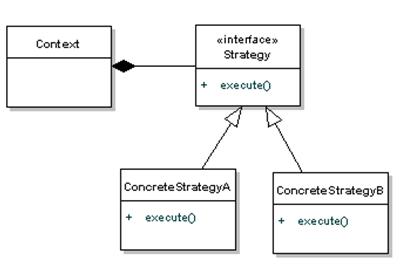 Context
«interface»
Strategy
+ execute()
ConcreteStrategyA
+ execute()
ConcreteStrategyB
+ execute()